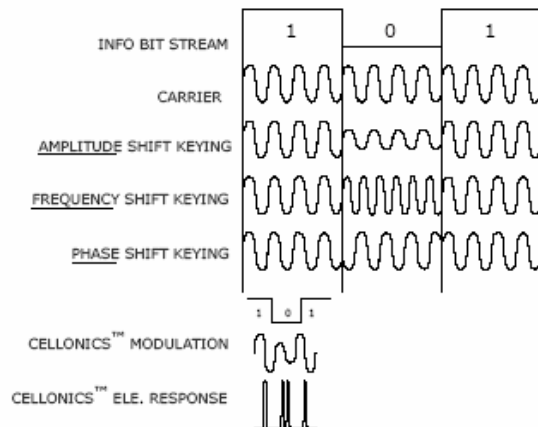 INFO BIT STREAM 1 0 1
CARRIER
AMPLITUDE SHIFT KEYING
FREQUENCY SHIFT KEYING
PHASE SHIFT KEYING
1 0 1
CELLONICS™ MODULATION
CELLONICS™ ELE. RESPONSE